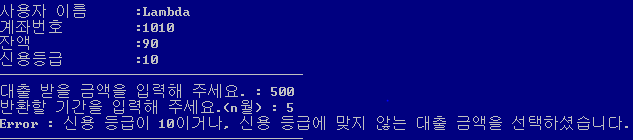 사용자 이름 :Lambda
계좌번호 :1010
잔액 :90
신용등급 :10
대출 받을 금액을 입력해 주세요. : 500
반환할 기간을 입력해 주세요.(n월) : 5
Error : 신용 등급이 10이거나, 신용 등급에 맞지 않는 대출 금액을 선택하셨습니다.